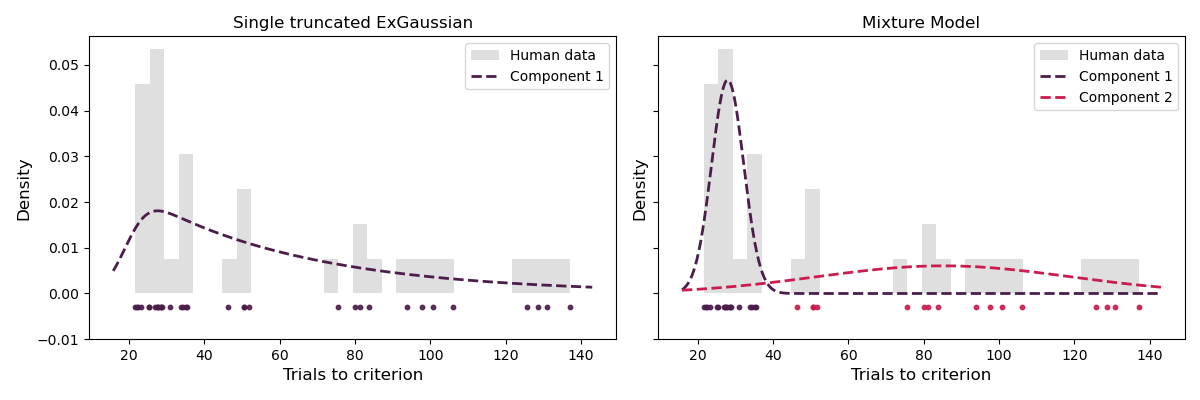 Single truncated ExGaussian
Human data
Component 1
Density
0.05
0.04
0.03
0.02
0.01
0.00
−0.01
20 40 60 80 100 120 140
Trials to criterion
Mixture Model
Human data
Component 1
Component 2
Density
20 40 60 80 100 120 140
Trials to criterion